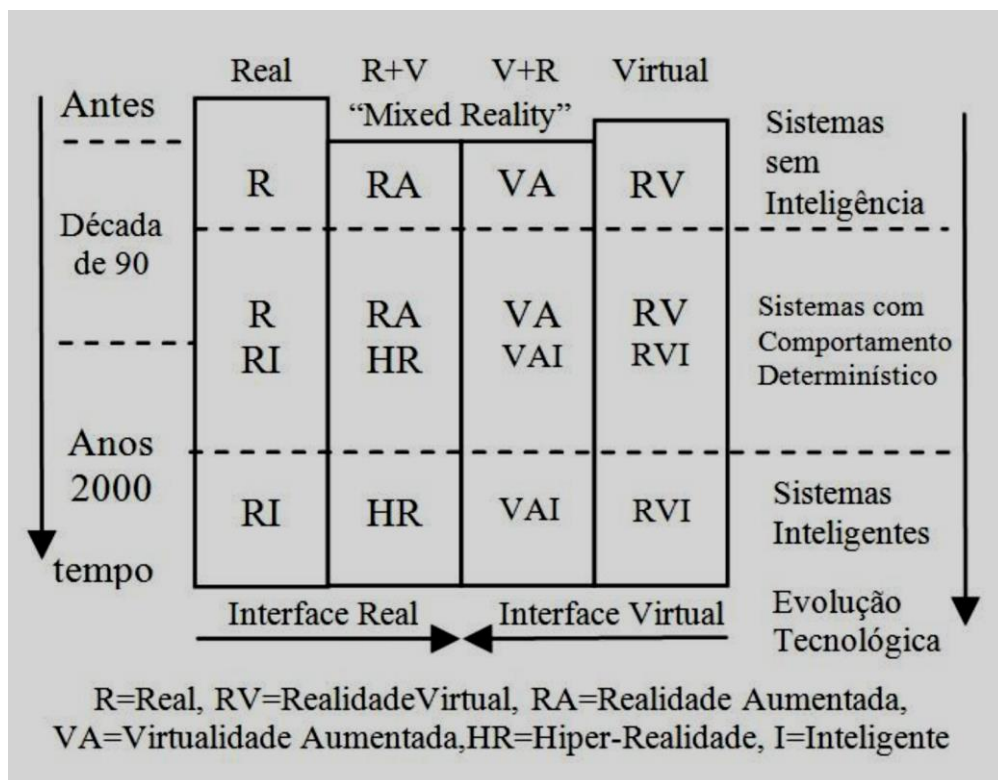 Real R+V V+R Virtual
"Mixed Reality"
Antes
Década
de 90
Anos
2000
tempo
R RA VA RV
R RA VA RV
RI HR VAI RVI
RI HR VAI RVI
Sistemas
sem
Inteligência
Sistemas com
Comportamento
Determinístico
Sistemas
Inteligentes
Evolução
Tecnológica
Interface Real Interface Virtual
R=Real, RV=RealidadeVirtual, RA=Realidade Aumentada,
VA=Virtualidade Aumentada,HR=Hiper-Realidade, I=Inteligente